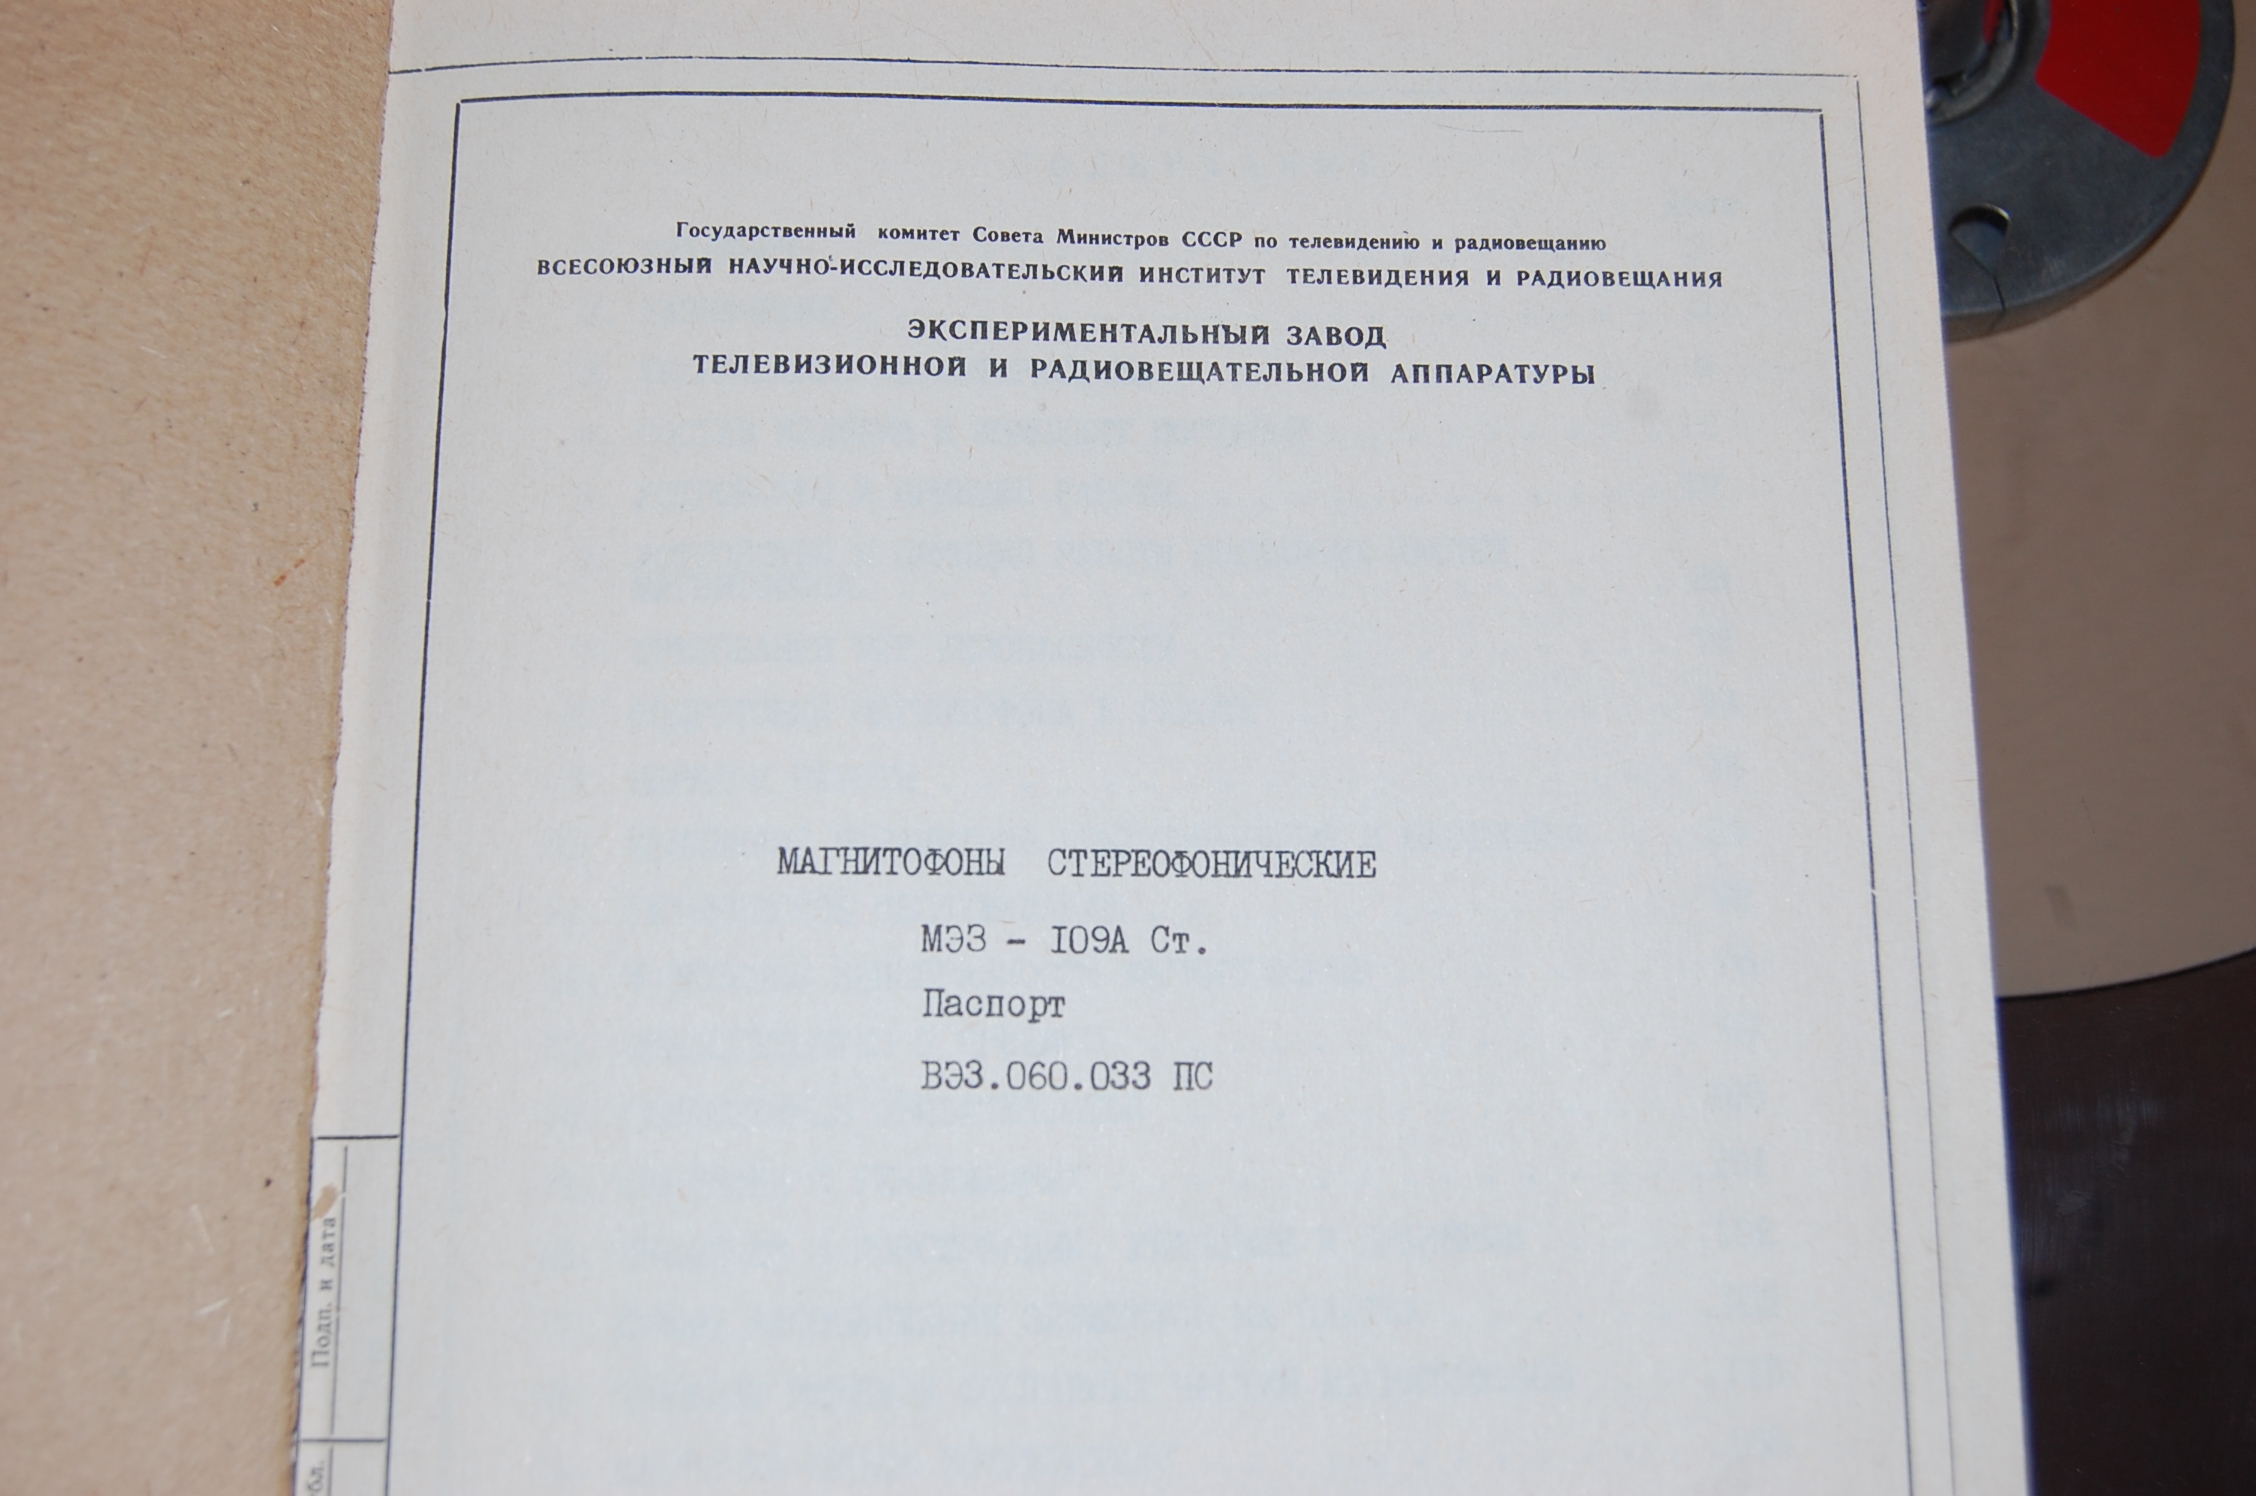 Государственный комитет Совета Министров СССР по телевидению и радиовещанию
ВСЕСОЮЗНЫЙ НАУЧНО-ИССЛЕДОВАТЕЛЬСКИЙ ИНСТИТУТ ТЕЛЕВИДЕНИЯ И РАДИОВЕЩАНИЯ
ЭКСПЕРИМЕНТАЛЬНЫЙ ЗАВОД
ТЕЛЕВИЗИОННОЙ И РАДИОВЕЩАТЕЛЬНОЙ АППАРАТУРЫ
МАГНИТОФОНЫ СТЕРЕОФОНИЧЕСКИЕ
МЭЗ - I09А Ст.
Паспорт
ВЭ3.060.033 ПС
Подп. и дата